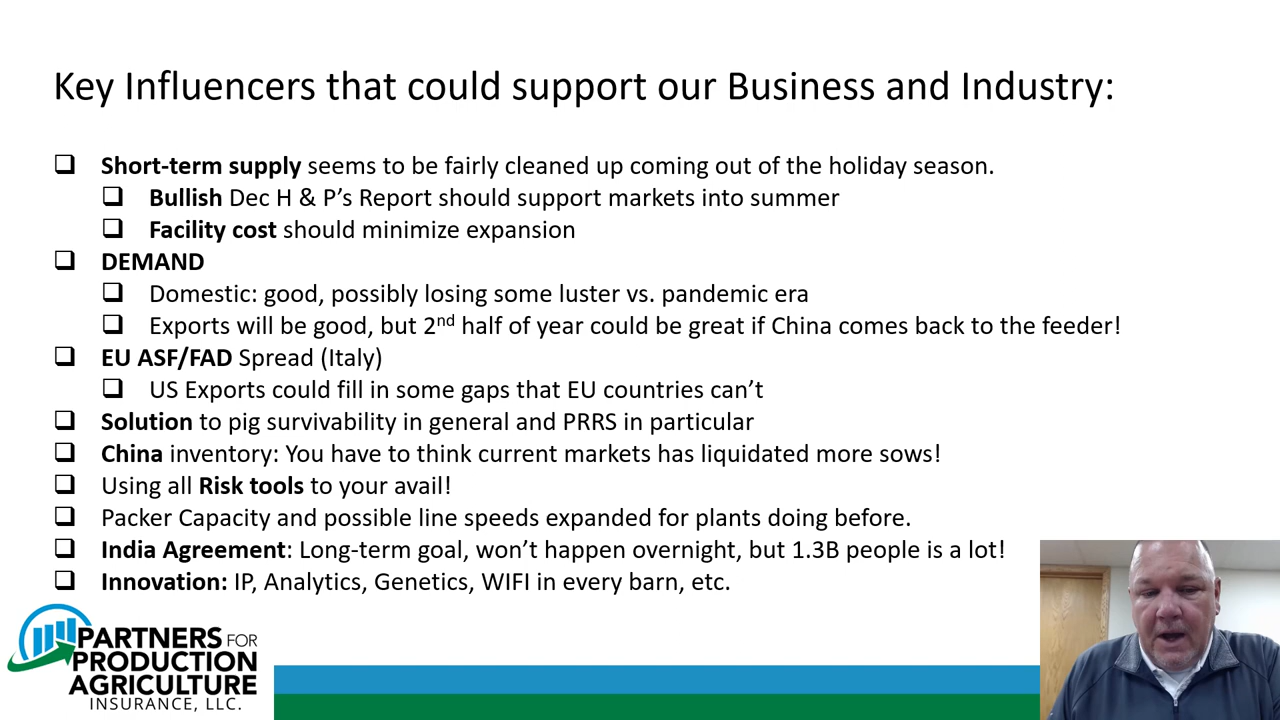 Key Influencers that could support our Business and Industry:
Short-term supply seems to be fairly cleaned up coming out of the holiday season.
Bullish Dec H & P’s Report should support markets into summer
Facility cost should minimize expansion
DEMAND
Domestic: good, possibly losing some luster vs. pandemic era
Exports will be good, but 2nd half of year could be great if China comes back to the feeder!
EU ASF/FAD Spread (Italy)
US Exports could fill in some gaps that EU countries can’t
Solution to pig survivability in general and PRRS in particular
China inventory: You have to think current markets has liquidated more sows!
Using all Risk tools to your avail!
Packer Capacity and possible line speeds expanded for plants doing before.
India Agreement: Long-term goal, won’t happen overnight, but 1.3B people is a lot!
Innovation: IP, Analytics, Genetics, WIFI in every barn, etc.
PARTNERS FOR
PRODUCTION
AGRICULTURE
INSURANCE, LLC.